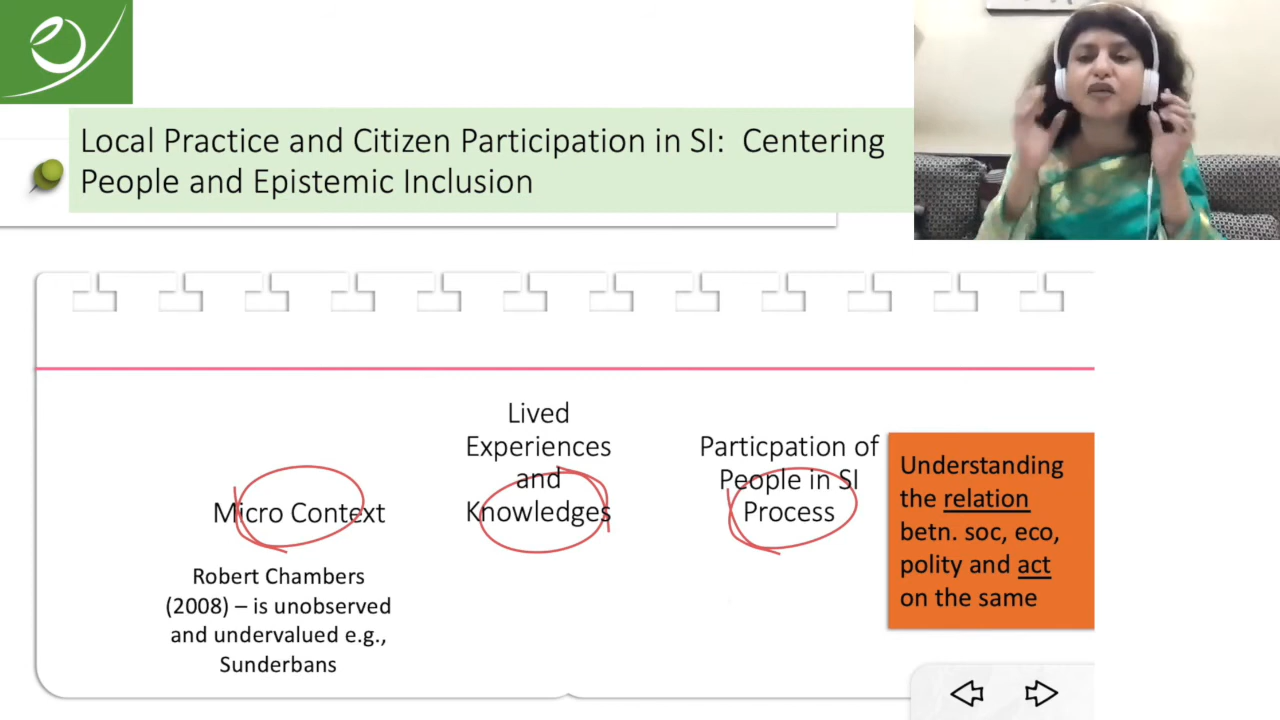 Local Practice and Citizen Participation in SI: Centering
People and Epistemic Inclusion
Micro Context
Robert Chambers
(2008) – is unobserved
and undervalued e.g.,
Sunderbans
Lived
Experiences
and
Knowledges
Particpation of
People in SI
Process
Understanding
the relation
betn. soc, eco,
polity and act
on the same